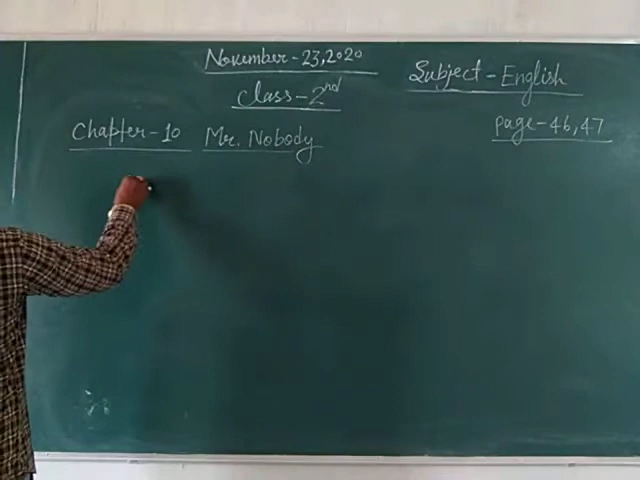 November-23,2020
Subject-English
Class-2nd
Chapter-10 Mr. Nobody
Page-46,47